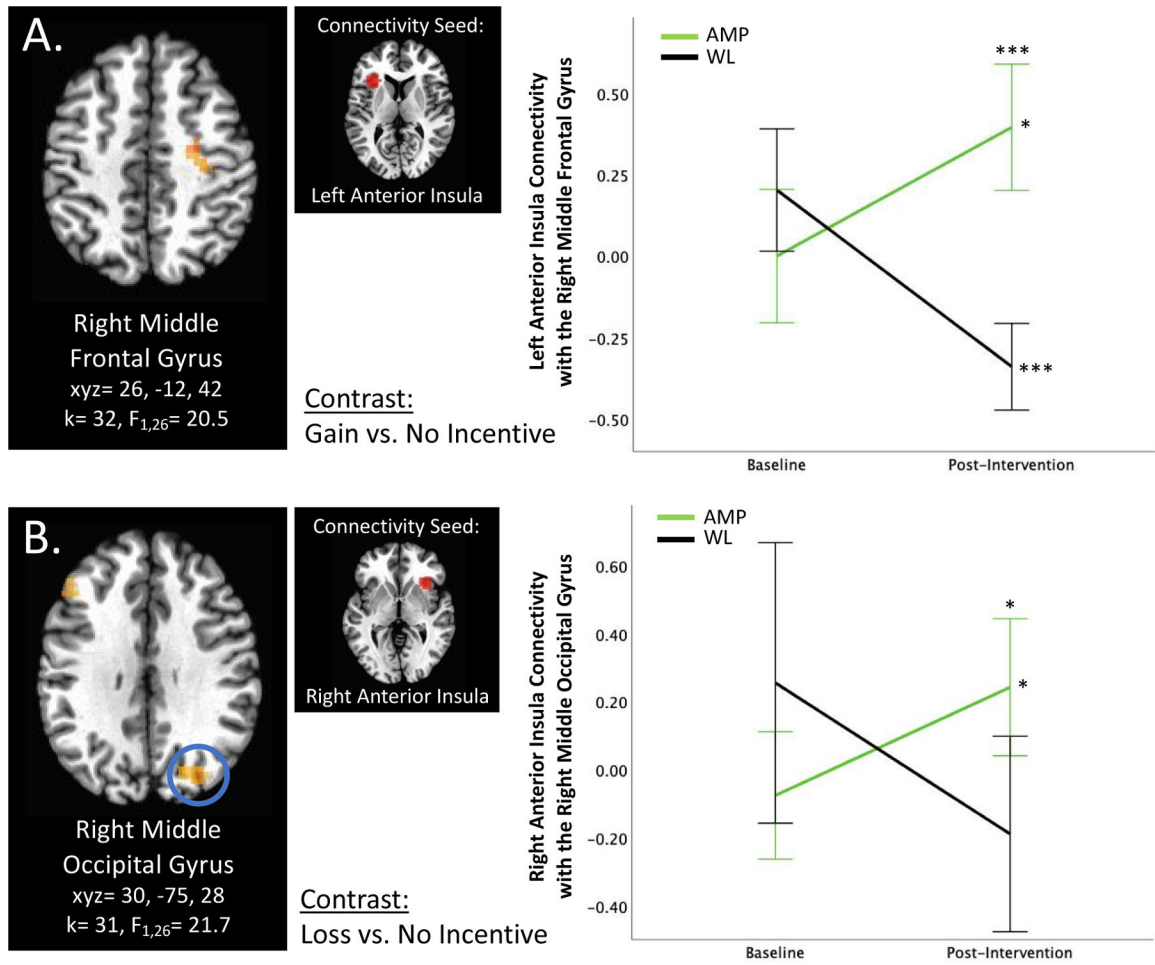 A.
Right Middle
Frontal Gyrus
xyz= 26, -12, 42
k= 32, F1,26= 20.5
Connectivity Seed:
Left Anterior Insula
Contrast:
Gain vs. No Incentive
Left Anterior Insula Connectivity
with the Right Middle Frontal Gyrus
AMP
WL
***
*
***
0.50
0.25
0.00
−0.25
−0.50
Baseline
Post-Intervention
B.
Right Middle
Occipital Gyrus
xyz= 30, -75, 28
k= 31, F1,26= 21.7
Connectivity Seed:
Right Anterior Insula
Contrast:
Loss vs. No Incentive
Right Anterior Insula Connectivity
with the Right Middle Occipital Gyrus
AMP
WL
*
*
0.60
0.40
0.20
0.00
−0.20
−0.40
Baseline
Post-Intervention